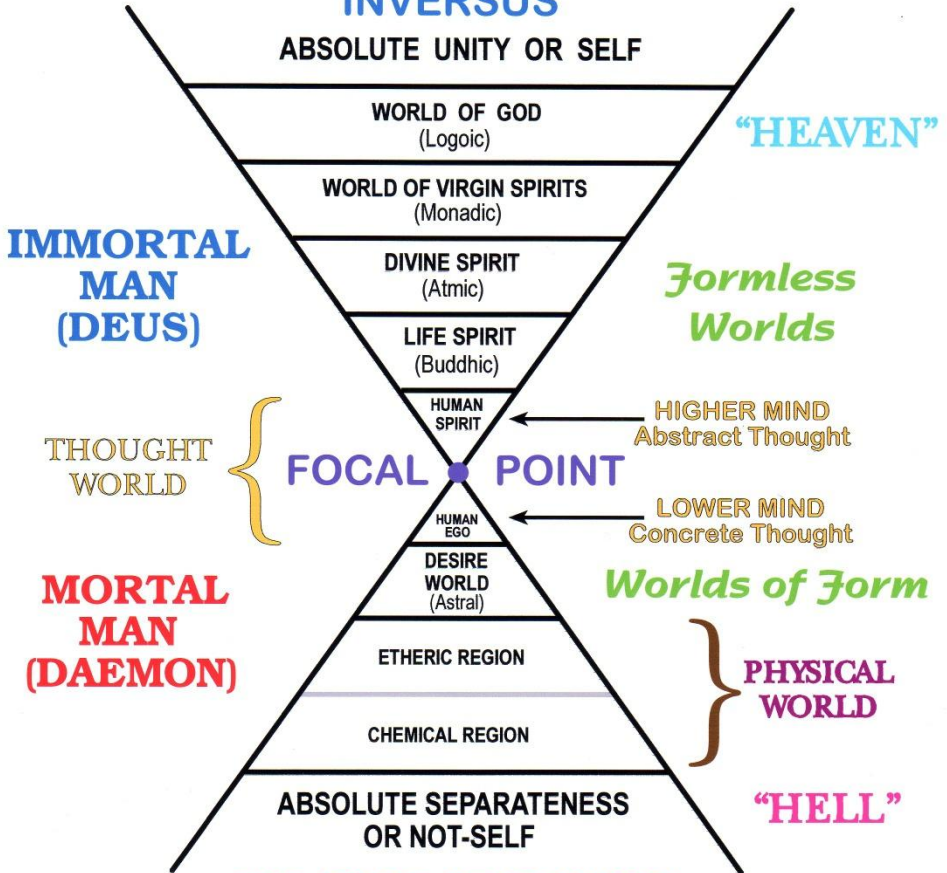 INVERSUS
ABSOLUTE UNITY OR SELF
WORLD OF GOD
(Logoic)
"HEAVEN"
WORLD OF VIRGIN SPIRITS
(Monadic)
IMMORTAL
MAN
(DEUS)
DIVINE SPIRIT
(Atmic)
Formless
Worlds
LIFE SPIRIT
(Buddhic)
HUMAN
SPIRIT
HIGHER MIND
Abstract Thought
THOUGHT
WORLD
FOCAL POINT
HUMAN
EGO
LOWER MIND
Concrete Thought
DESIRE
WORLD
(Astral)
Worlds of Form
MORTAL
MAN
(DAEMON)
ETHERIC REGION
PHYSICAL
WORLD
CHEMICAL REGION
ABSOLUTE SEPARATENESS
OR NOT-SELF
"HELL"